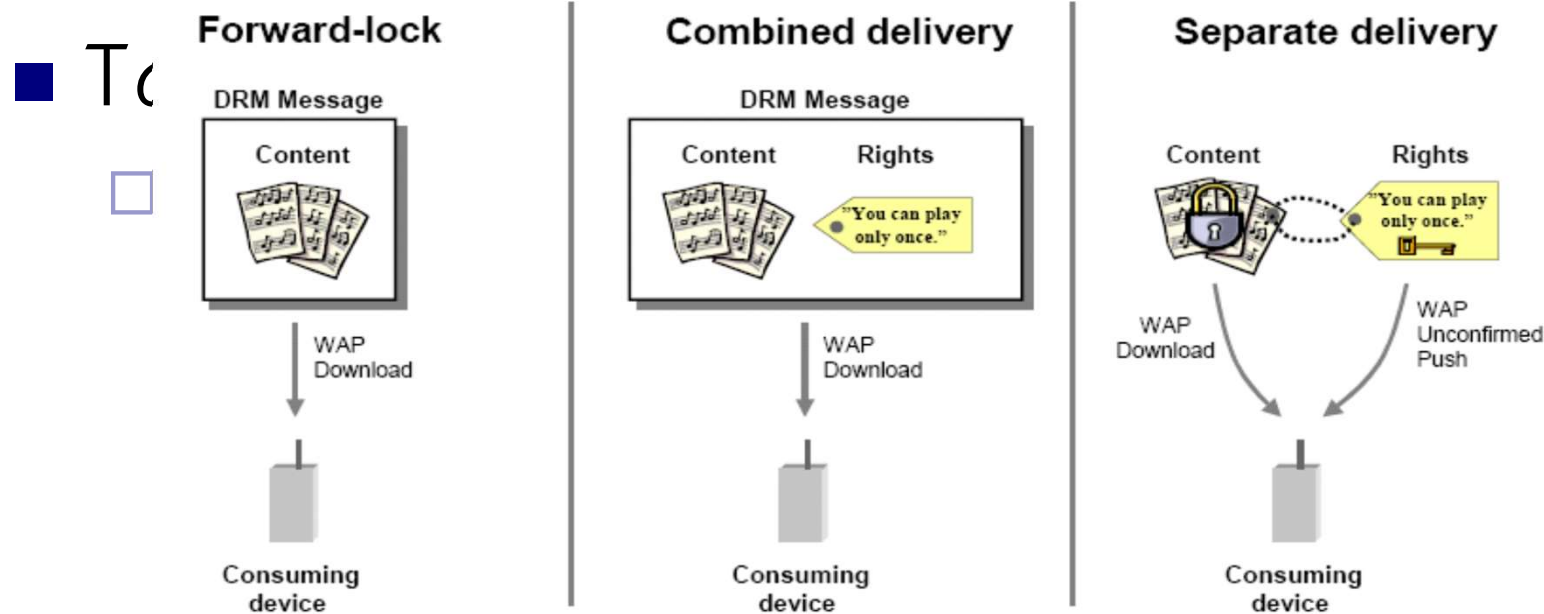 Forward-lock
DRM Message
Content
WAP
Download
Consuming
device
Combined delivery
DRM Message
Content
Rights
"You can play
only once."
WAP
Download
Consuming
device
Separate delivery
Content
Rights
"You can play
only once."
WAP
Download
WAP
Unconfirmed
Push
Consuming
device